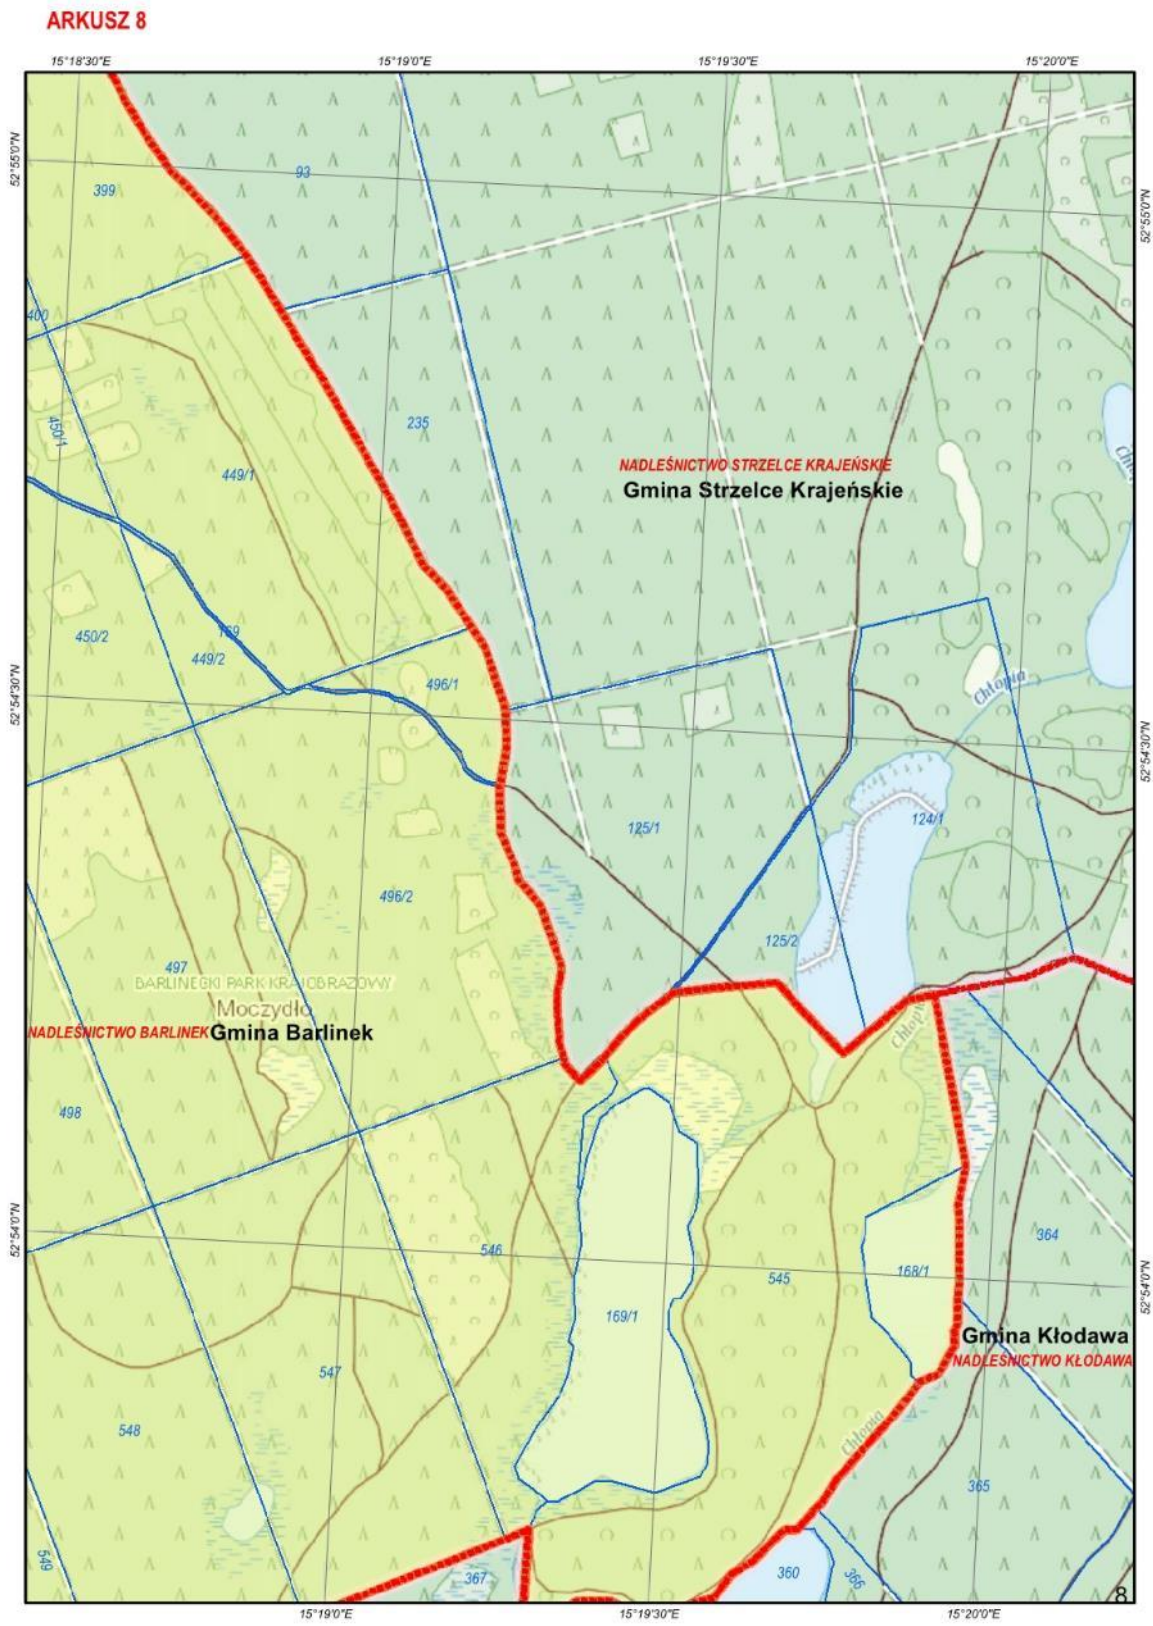 ARKUSZ 8
15°18'30"E
15°19'0"E
15°19'30"E
15°20'0"E
52°55'0"N
52°55'0"N
93
399
400
235
450/1
449/1
NADLEŚNICTWO STRZELCE KRAJEŃSKIE
Gmina Strzelce Krajeńskie
169
450/2
449/2
496/1
Chłopia
52°54'30"N
52°54'30"N
125/1
124/1
496/2
125/2
497
BARLINECKI PARK KRAJOBRAZOWY
Moczydło
NADLEŚNICTWO BARLINEK
Gmina Barlinek
498
52°54'0"N
52°54'0"N
364
546
545
168/1
169/1
Gmina Kłodawa
NADLEŚNICTWO KŁODAWA
547
548
Chłopia
365
549
367
360
366
8
15°19'0"E
15°19'30"E
15°20'0"E